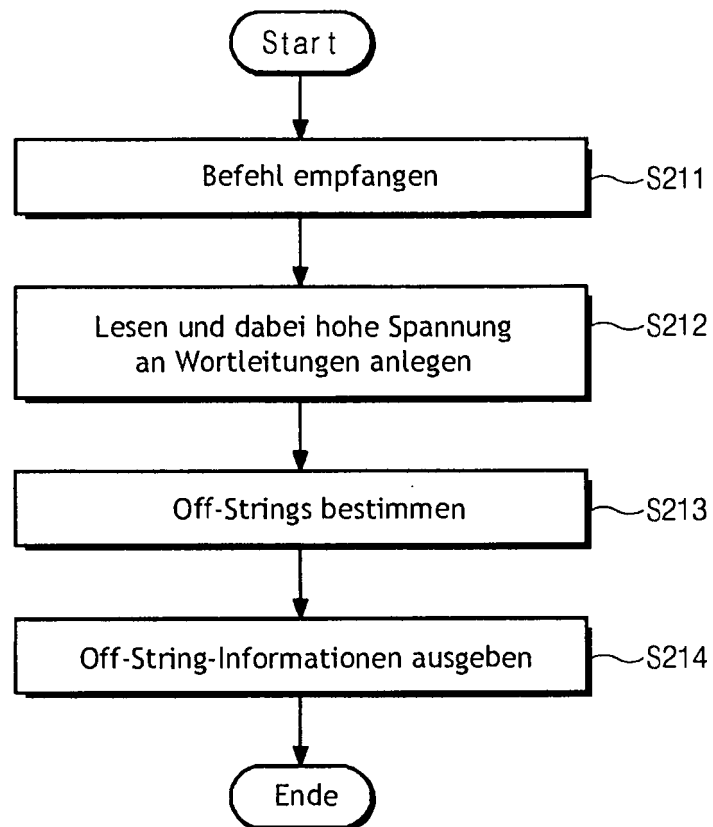 Start
Befehl empfangen
S211
Lesen und dabei hohe Spannung
an Wortleitungen anlegen
S212
Off-Strings bestimmen
S213
Off-String-Informationen ausgeben
S214
Ende